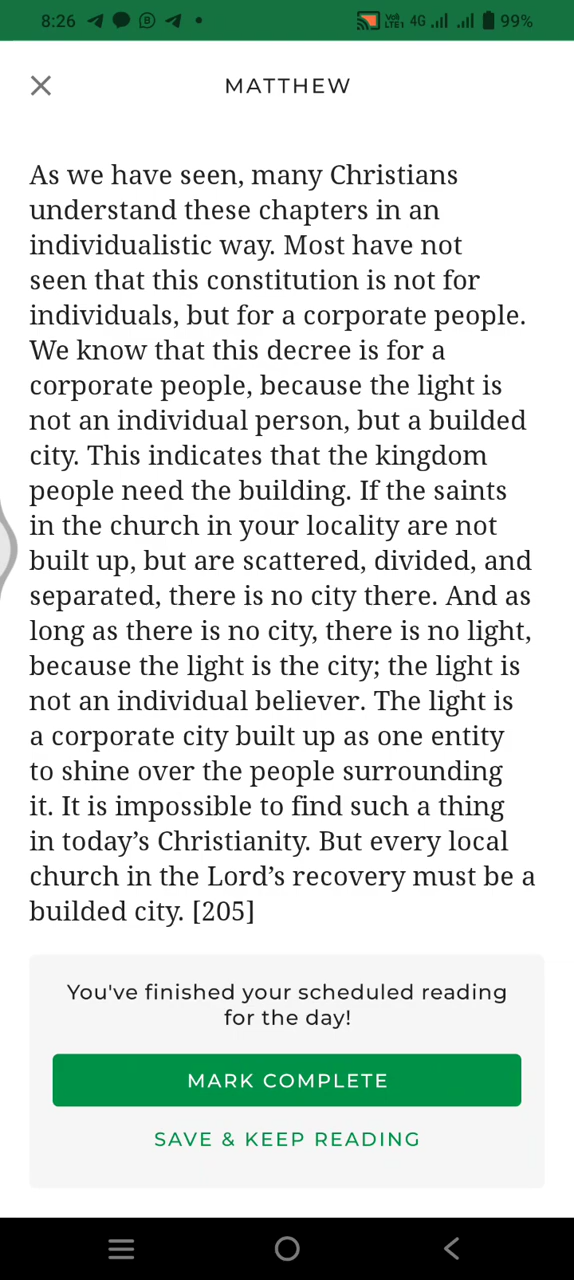 8:26
VoD
LTE1 4G
99%
MATTHEW
As we have seen, many Christians
understand these chapters in an
individualistic way. Most have not
seen that this constitution is not for
individuals, but for a corporate people.
We know that this decree is for a
corporate people, because the light is
not an individual person, but a builded
city. This indicates that the kingdom
people need the building. If the saints
in the church in your locality are not
built up, but are scattered, divided, and
separated, there is no city there. And as
long as there is no city, there is no light,
because the light is the city; the light is
not an individual believer. The light is
a corporate city built up as one entity
to shine over the people surrounding
it. It is impossible to find such a thing
in today’s Christianity. But every local
church in the Lord’s recovery must be a
builded city. [205]
You've finished your scheduled reading
for the day!
MARK COMPLETE
SAVE & KEEP READING